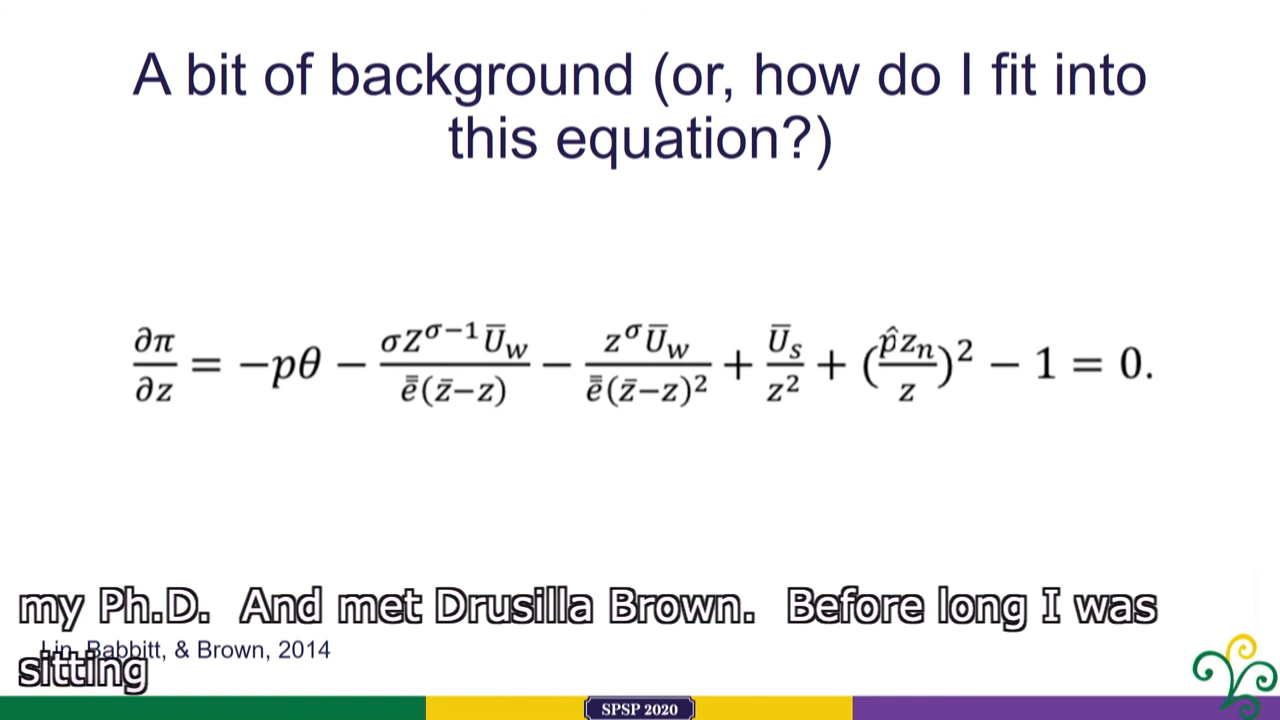 A bit of background (or, how do I fit into
this equation?)
∂π/∂z = −pθ − σZ^(σ−1) Ū_w / ē̄(z̄−z) − z^σ Ū_w / ē̄(z̄−z)² + Ū_s / z² + (p̂z_n / z)² − 1 = 0.
my Ph.D. And met Drusilla Brown. Before long I was
Lin, Babbitt, & Brown, 2014
sitting
SPSP 2020